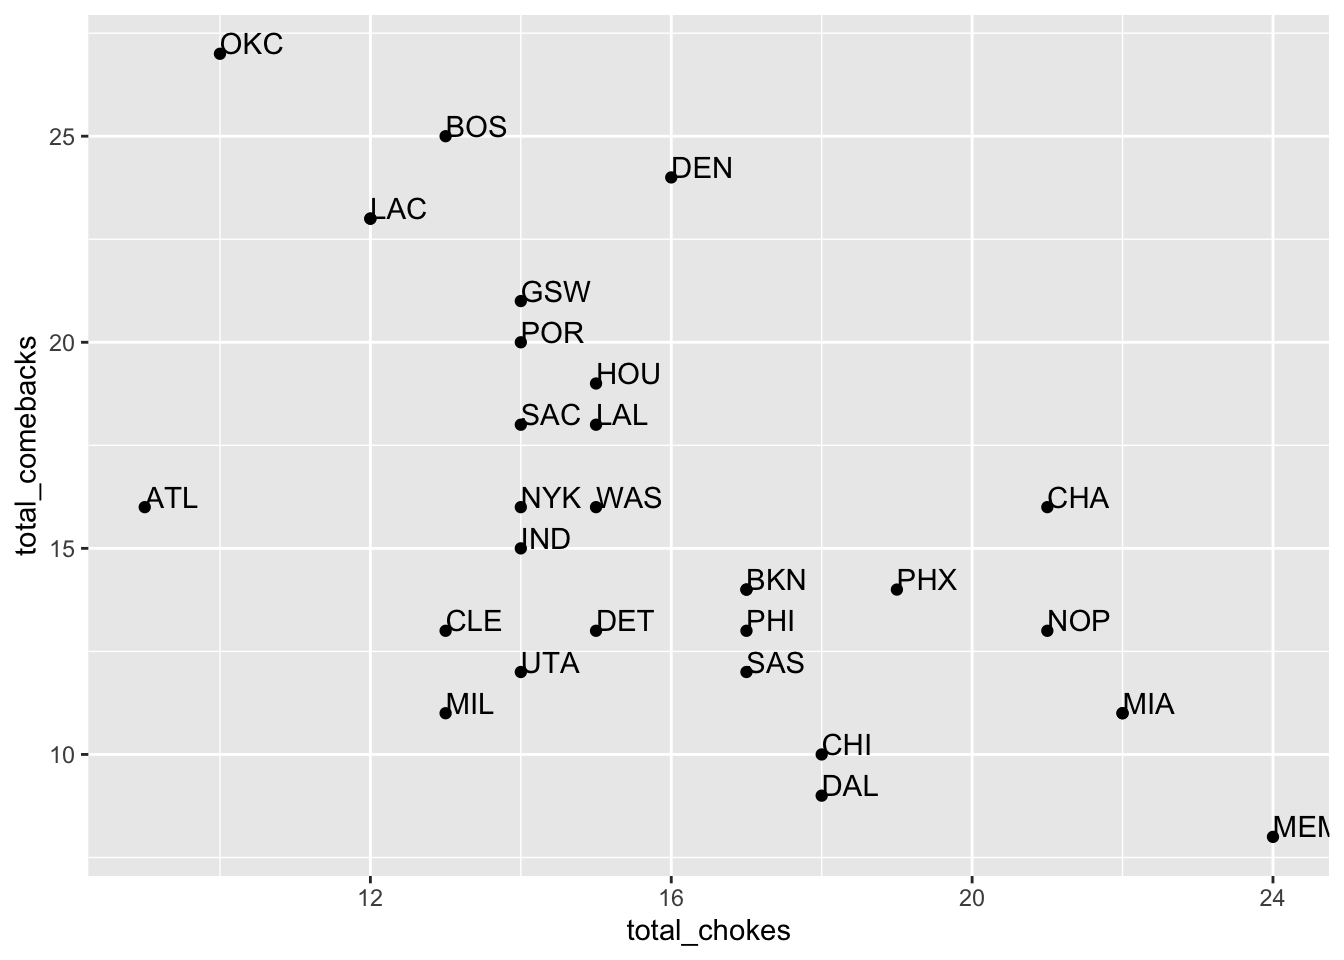 OKC
BOS
25
DEN
LAC
GSW
POR
20
HOU
SAC LAL
ATL NYK WAS CHA
IND
15
BKN PHX
CLE DET PHI NOP
UTA SAS
MIL MIA
CHI
10
DAL
MEM
total_comebacks
12 16 20 24
total_chokes